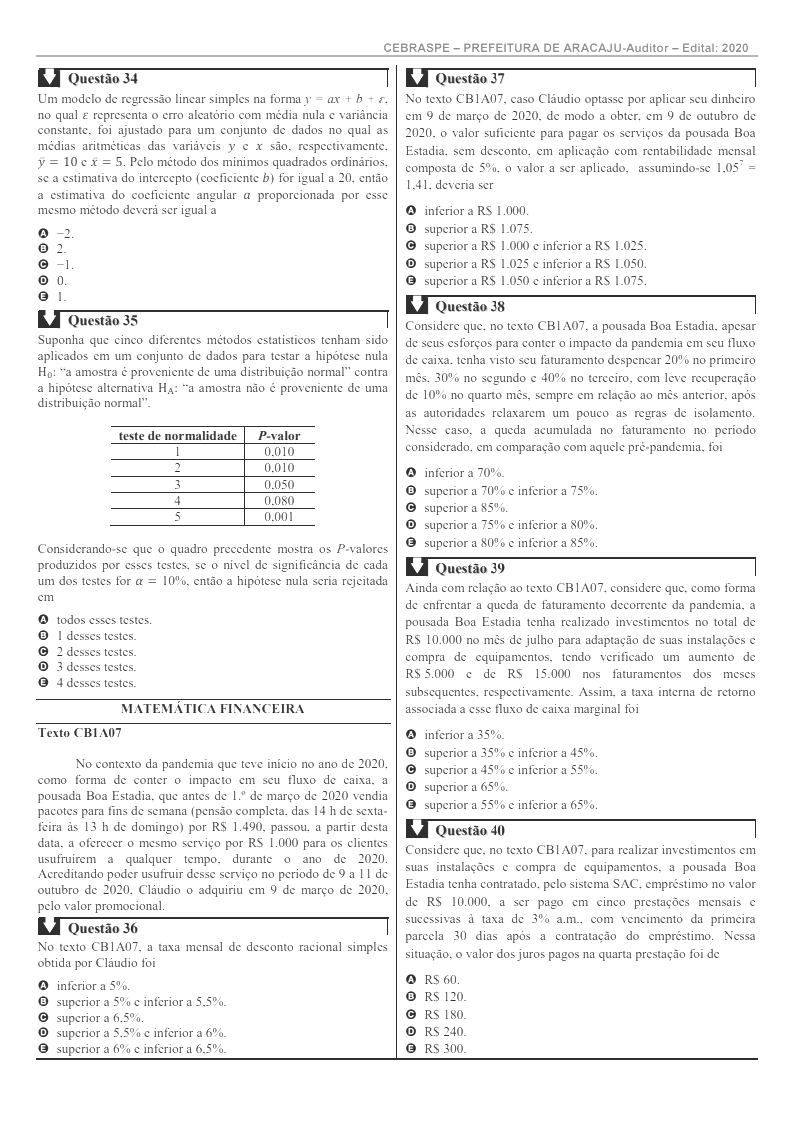 CEBRASPE – PREFEITURA DE ARACAJU-Auditor – Edital: 2020
Questão 34
Um modelo de regressão linear simples na forma y = ax + b + ε,
no qual ε representa o erro aleatório com média nula e variância
constante, foi ajustado para um conjunto de dados no qual as
médias aritméticas das variáveis y e x são, respectivamente,
ȳ = 10 e x̄ = 5. Pelo método dos mínimos quadrados ordinários,
se a estimativa do intercepto (coeficiente b) for igual a 20, então
a estimativa do coeficiente angular a proporcionada por esse
mesmo método deverá ser igual a
A −2.
B 2.
C −1.
D 0.
E 1.
Questão 35
Suponha que cinco diferentes métodos estatísticos tenham sido
aplicados em um conjunto de dados para testar a hipótese nula
H₀: “a amostra é proveniente de uma distribuição normal” contra
a hipótese alternativa H_A: “a amostra não é proveniente de uma
distribuição normal”.
teste de normalidade P-valor
1 0,010
2 0,010
3 0,050
4 0,080
5 0,001
Considerando-se que o quadro precedente mostra os P-valores
produzidos por esses testes, se o nível de significância de cada
um dos testes for α = 10%, então a hipótese nula seria rejeitada
em
A todos esses testes.
B 1 desses testes.
C 2 desses testes.
D 3 desses testes.
E 4 desses testes.
MATEMÁTICA FINANCEIRA
Texto CB1A07
No contexto da pandemia que teve início no ano de 2020,
como forma de conter o impacto em seu fluxo de caixa, a
pousada Boa Estadia, que antes de 1.º de março de 2020 vendia
pacotes para fins de semana (pensão completa, das 14 h de sexta-
feira às 13 h de domingo) por R$ 1.490, passou, a partir desta
data, a oferecer o mesmo serviço por R$ 1.000 para os clientes
usufruírem a qualquer tempo, durante o ano de 2020.
Acreditando poder usufruir desse serviço no período de 9 a 11 de
outubro de 2020, Cláudio o adquiriu em 9 de março de 2020,
pelo valor promocional.
Questão 36
No texto CB1A07, a taxa mensal de desconto racional simples
obtida por Cláudio foi
A inferior a 5%.
B superior a 5% e inferior a 5,5%.
C superior a 6,5%.
D superior a 5,5% e inferior a 6%.
E superior a 6% e inferior a 6,5%.
Questão 37
No texto CB1A07, caso Cláudio optasse por aplicar seu dinheiro
em 9 de março de 2020, de modo a obter, em 9 de outubro de
2020, o valor suficiente para pagar os serviços da pousada Boa
Estadia, sem desconto, em aplicação com rentabilidade mensal
composta de 5%, o valor a ser aplicado, assumindo-se 1,05⁷ =
1,41, deveria ser
A inferior a R$ 1.000.
B superior a R$ 1.075.
C superior a R$ 1.000 e inferior a R$ 1.025.
D superior a R$ 1.025 e inferior a R$ 1.050.
E superior a R$ 1.050 e inferior a R$ 1.075.
Questão 38
Considere que, no texto CB1A07, a pousada Boa Estadia, apesar
de seus esforços para conter o impacto da pandemia em seu fluxo
de caixa, tenha visto seu faturamento despencar 20% no primeiro
mês, 30% no segundo e 40% no terceiro, com leve recuperação
de 10% no quarto mês, sempre em relação ao mês anterior, após
as autoridades relaxarem um pouco as regras de isolamento.
Nesse caso, a queda acumulada no faturamento no período
considerado, em comparação com aquele pré-pandemia, foi
A inferior a 70%.
B superior a 70% e inferior a 75%.
C superior a 85%.
D superior a 75% e inferior a 80%.
E superior a 80% e inferior a 85%.
Questão 39
Ainda com relação ao texto CB1A07, considere que, como forma
de enfrentar a queda de faturamento decorrente da pandemia, a
pousada Boa Estadia tenha realizado investimentos no total de
R$ 10.000 no mês de julho para adaptação de suas instalações e
compra de equipamentos, tendo verificado um aumento de
R$ 5.000 e de R$ 15.000 nos faturamentos dos meses
subsequentes, respectivamente. Assim, a taxa interna de retorno
associada a esse fluxo de caixa marginal foi
A inferior a 35%.
B superior a 35% e inferior a 45%.
C superior a 45% e inferior a 55%.
D superior a 65%.
E superior a 55% e inferior a 65%.
Questão 40
Considere que, no texto CB1A07, para realizar investimentos em
suas instalações e compra de equipamentos, a pousada Boa
Estadia tenha contratado, pelo sistema SAC, empréstimo no valor
de R$ 10.000, a ser pago em cinco prestações mensais e
sucessivas à taxa de 3% a.m., com vencimento da primeira
parcela 30 dias após a contratação do empréstimo. Nessa
situação, o valor dos juros pagos na quarta prestação foi de
A R$ 60.
B R$ 120.
C R$ 180.
D R$ 240.
E R$ 300.